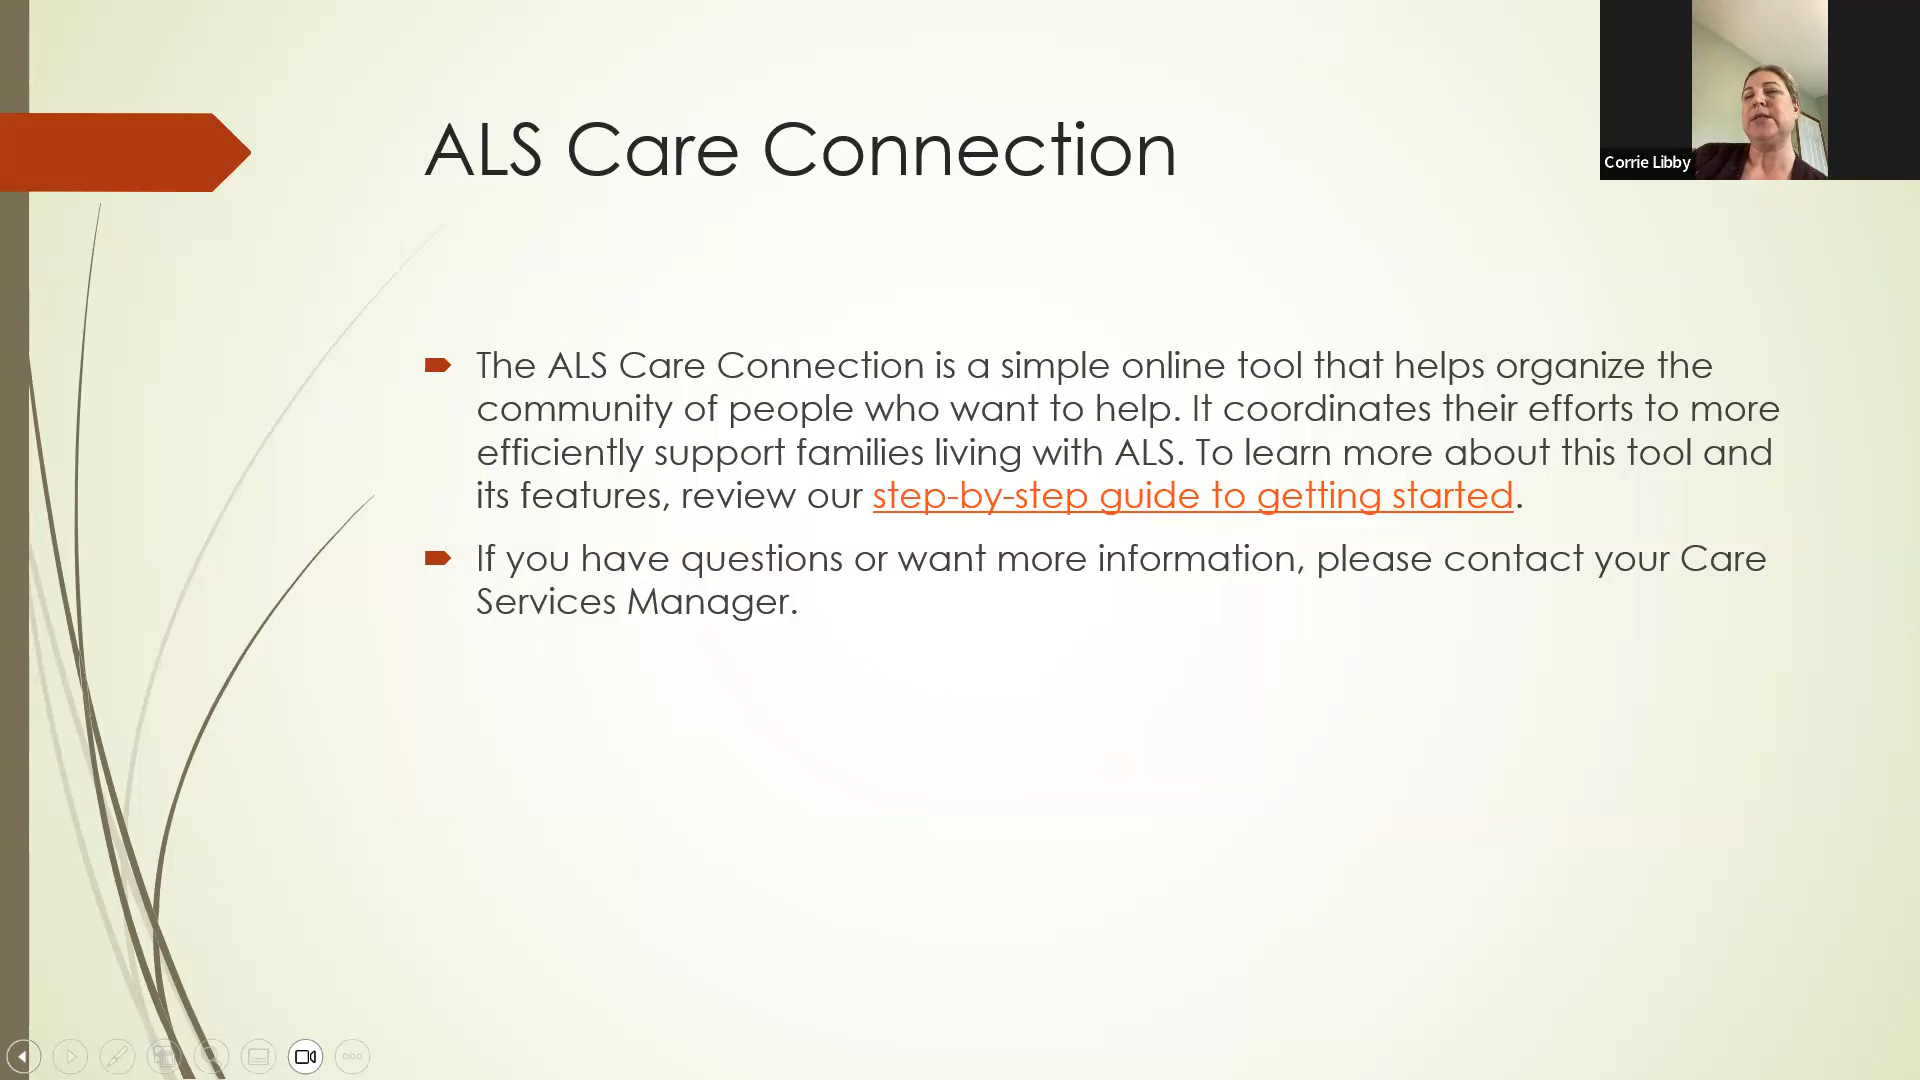 ALS Care Connection
Corrie Libby
The ALS Care Connection is a simple online tool that helps organize the
community of people who want to help. It coordinates their efforts to more
efficiently support families living with ALS. To learn more about this tool and
its features, review our step-by-step guide to getting started.
If you have questions or want more information, please contact your Care
Services Manager.